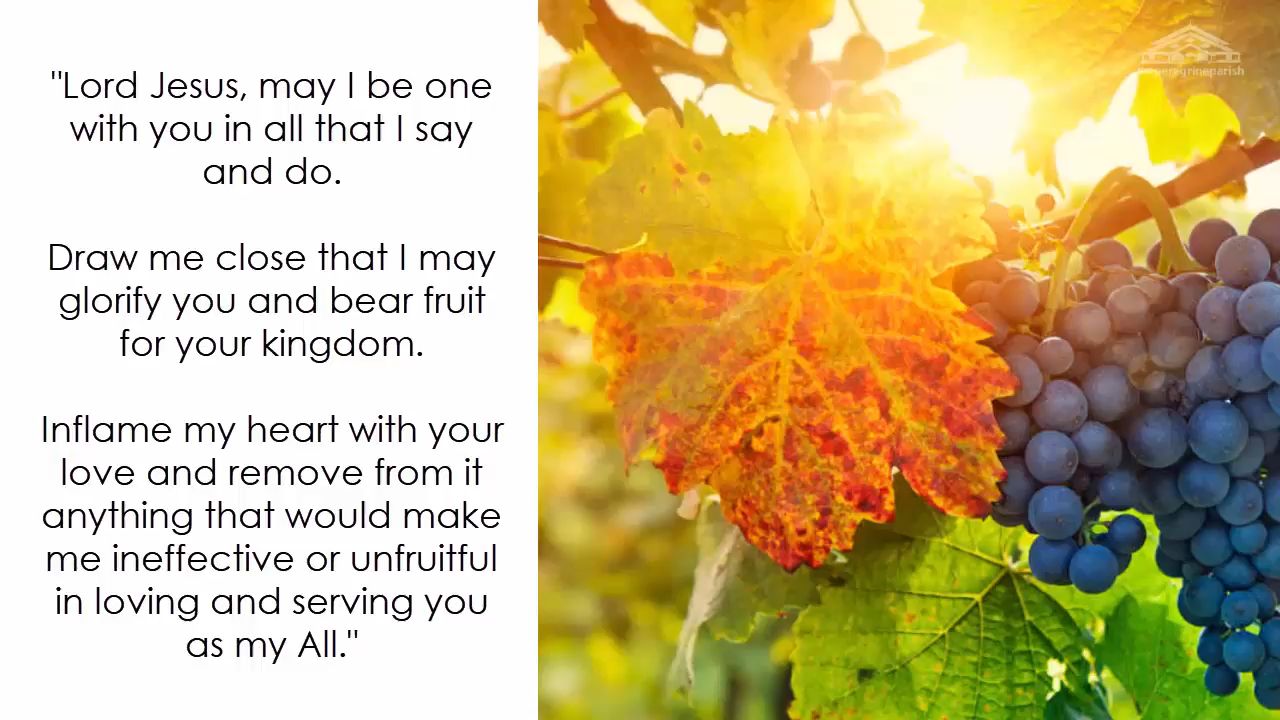 "Lord Jesus, may I be one
with you in all that I say
and do.
Draw me close that I may
glorify you and bear fruit
for your kingdom.
Inflame my heart with your
love and remove from it
anything that would make
me ineffective or unfruitful
in loving and serving you
as my All."